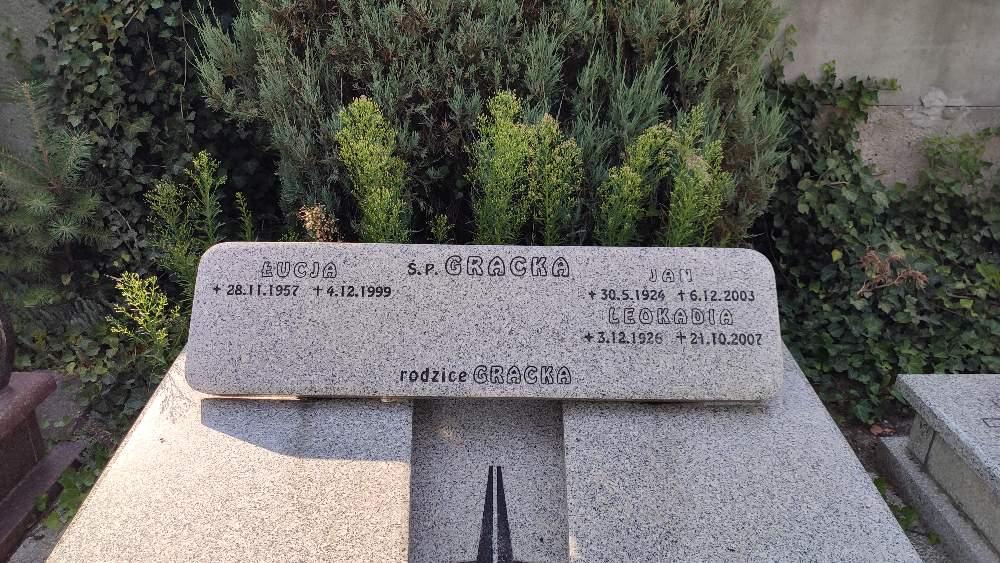 Ś.P. GRACKA
ŁUCJA
+ 28.11.1957 + 4.12.1999
JAN
+ 30.5.1924 + 6.12.2003
LEOKADIA
+ 3.12.1926 + 21.10.2007
rodzice GRACKA